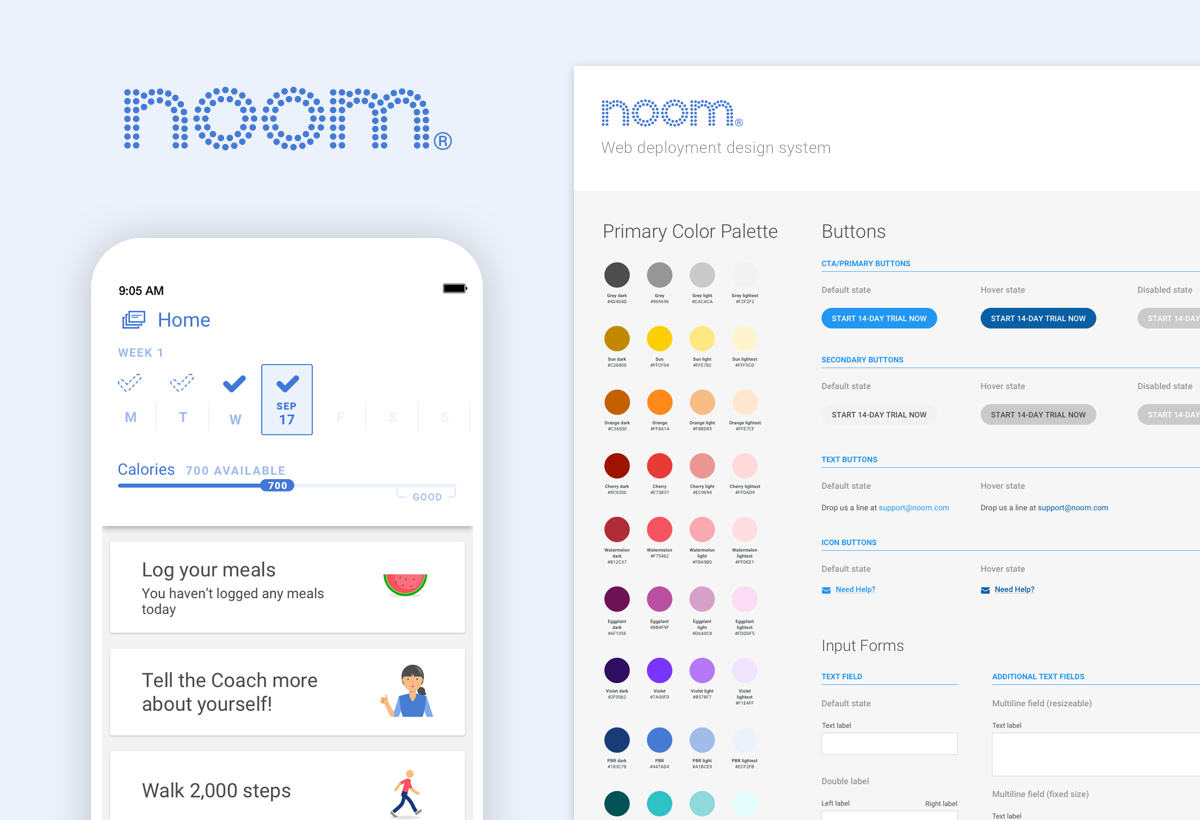 noom®
9:05 AM
Home
WEEK 1
M T W SEP 17 F S S
Calories 700 AVAILABLE
700
GOOD
Log your meals
You haven't logged any meals
today
Tell the Coach more
about yourself!
Walk 2,000 steps
noom®
Web deployment design system
Primary Color Palette
Grey dark Grey Grey light Grey lightest
#4D4D4D #969696 #CACACA #F2F2F2
Sun dark Sun Sun light Sun lightest
#C28800 #FFE782 #FFF5CD
Orange dark Orange Orange light Orange lightest
#C36000 #FF8A1A #FFE7CF
Cherry dark Cherry Cherry light Cherry lightest
#9C0300 #E73B37 #EC9694 #FFDAD9
Watermelon Watermelon Watermelon Watermelon
dark light lightest
#B12C37 #F75462 #FBA9B0 #FFDEE1
Eggplant Eggplant Eggplant Eggplant
dark light lightest
#6F1056 #BB4F9F #D6A0C8 #FDDDF5
Violet dark Violet Violet light Violet
lightest
#2F0062 #7A00FD #B578F7 #F1E4FF
PBR dark PBR PBR light PBR lightest
#183C78 #447AD4 #A1BCE9 #ECF2FB
Buttons
CTA/PRIMARY BUTTONS
Default state Hover state Disabled state
START 14-DAY TRIAL NOW START 14-DAY TRIAL NOW START 14-DAY
SECONDARY BUTTONS
Default state Hover state Disabled state
START 14-DAY TRIAL NOW START 14-DAY TRIAL NOW START 14-DAY
TEXT BUTTONS
Default state Hover state
Drop us a line at support@noom.com Drop us a line at support@noom.com
ICON BUTTONS
Default state Hover state
Need Help? Need Help?
Input Forms
TEXT FIELD ADDITIONAL TEXT FIELDS
Default state Multiline field (resizeable)
Text label Text label
Double label Multiline field (fixed size)
Left label Right label Text label